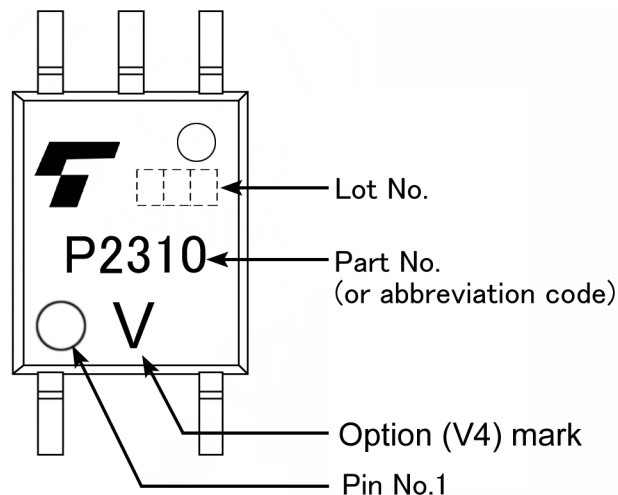 Lot No.
P2310
Part No.
(or abbreviation code)
V
Option (V4) mark
Pin No.1